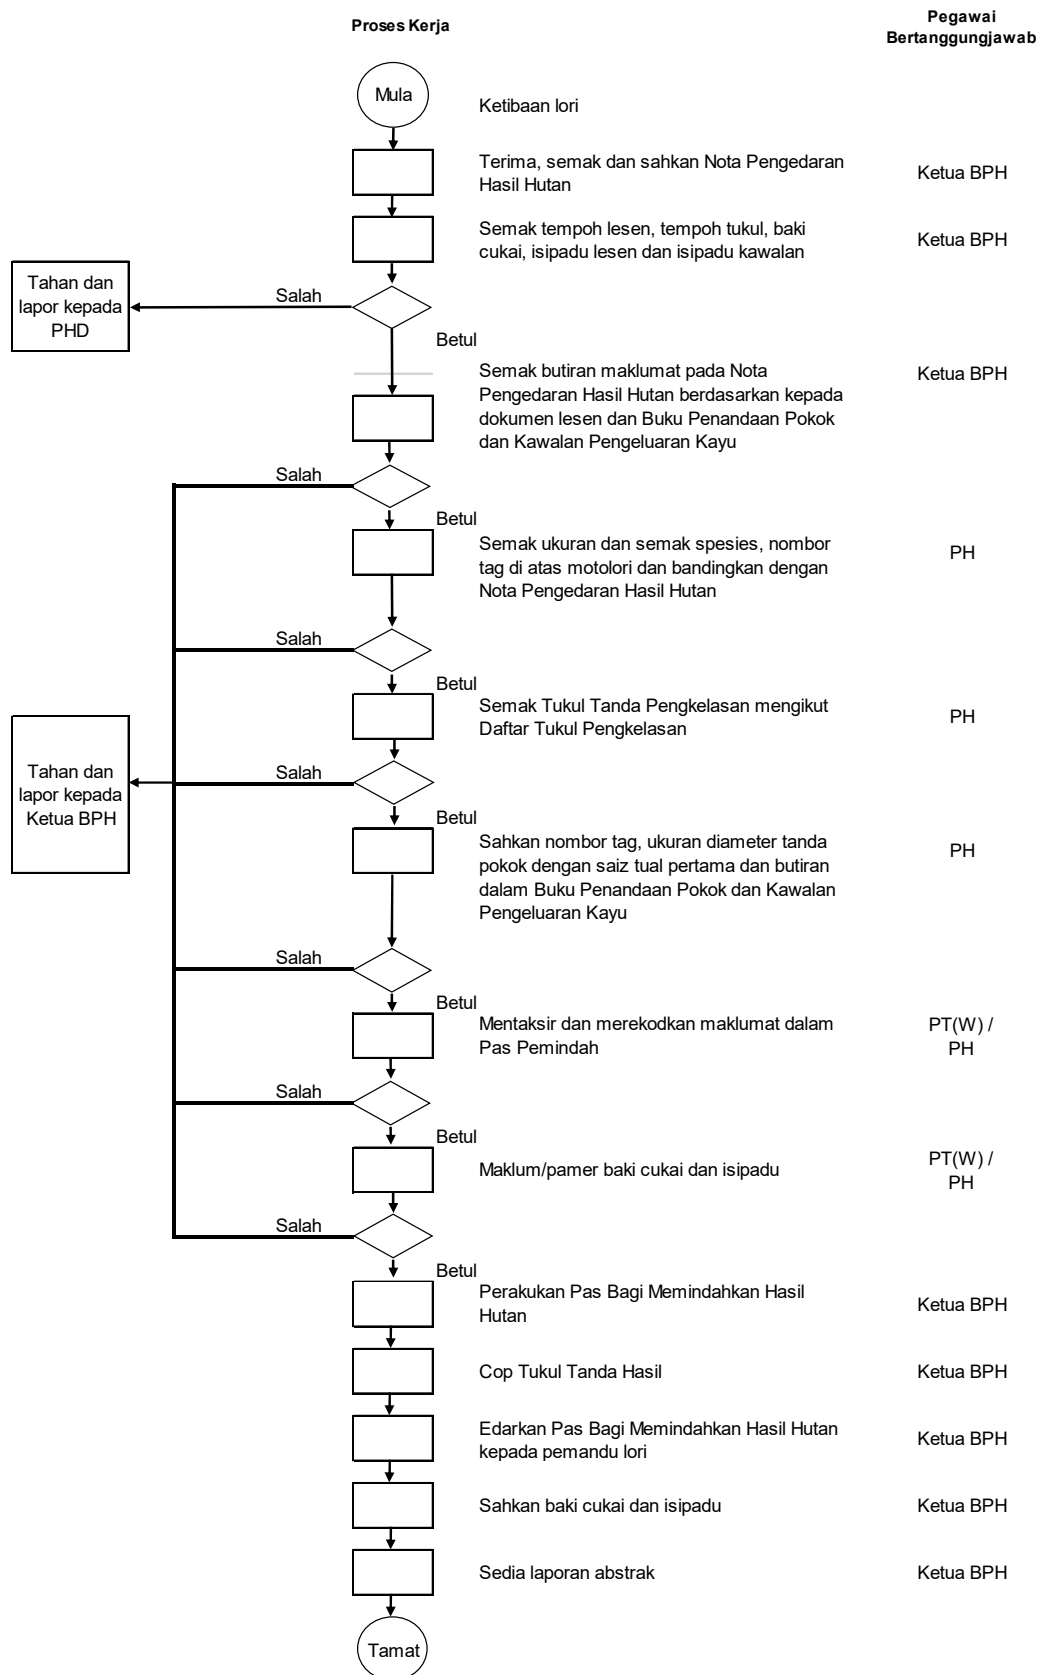 Proses Kerja
Pegawai
Bertanggungjawab
Mula
Ketibaan lori
Terima, semak dan sahkan Nota Pengedaran
Hasil Hutan
Ketua BPH
Semak tempoh lesen, tempoh tukul, baki
cukai, isipadu lesen dan isipadu kawalan
Ketua BPH
Tahan dan
lapor kepada
PHD
Salah
Betul
Semak butiran maklumat pada Nota
Pengedaran Hasil Hutan berdasarkan kepada
dokumen lesen dan Buku Penandaan Pokok
dan Kawalan Pengeluaran Kayu
Ketua BPH
Salah
Betul
Semak ukuran dan semak spesies, nombor
tag di atas motolori dan bandingkan dengan
Nota Pengedaran Hasil Hutan
PH
Salah
Betul
Semak Tukul Tanda Pengkelasan mengikut
Daftar Tukul Pengkelasan
PH
Tahan dan
lapor kepada
Ketua BPH
Salah
Betul
Sahkan nombor tag, ukuran diameter tanda
pokok dengan saiz tual pertama dan butiran
dalam Buku Penandaan Pokok dan Kawalan
Pengeluaran Kayu
PH
Salah
Betul
Mentaksir dan merekodkan maklumat dalam
Pas Pemindah
PT(W) /
PH
Salah
Betul
Maklum/pamer baki cukai dan isipadu
PT(W) /
PH
Salah
Betul
Perakukan Pas Bagi Memindahkan Hasil
Hutan
Ketua BPH
Cop Tukul Tanda Hasil
Ketua BPH
Edarkan Pas Bagi Memindahkan Hasil Hutan
kepada pemandu lori
Ketua BPH
Sahkan baki cukai dan isipadu
Ketua BPH
Sedia laporan abstrak
Ketua BPH
Tamat